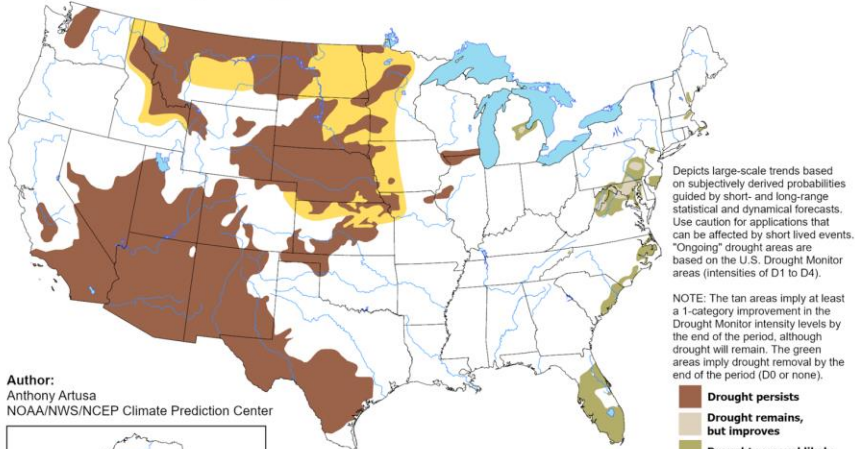 Depicts large-scale trends based
on subjectively derived probabilities
guided by short- and long-range
statistical and dynamical forecasts.
Use caution for applications that
can be affected by short lived events.
"Ongoing" drought areas are
based on the U.S. Drought Monitor
areas (intensities of D1 to D4).
NOTE: The tan areas imply at least
a 1-category improvement in the
Drought Monitor intensity levels by
the end of the period, although
drought will remain. The green
areas imply drought removal by the
end of the period (D0 or none).
Author:
Anthony Artusa
NOAA/NWS/NCEP Climate Prediction Center
Drought persists
Drought remains,
but improves